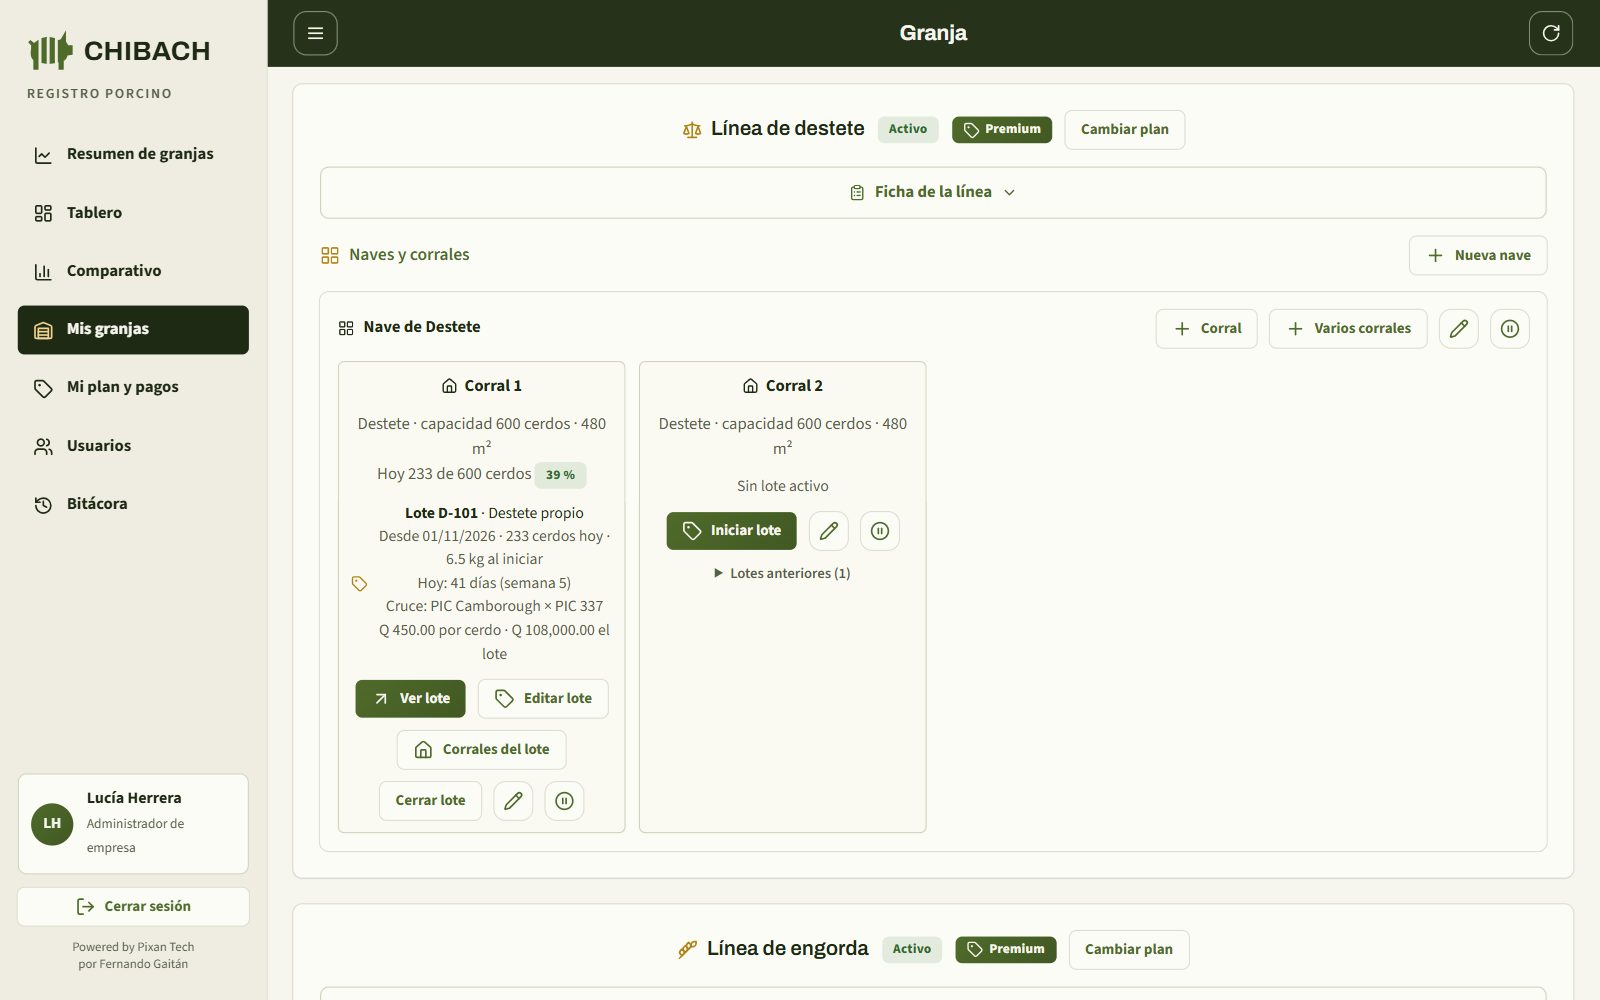 CHIBACH
REGISTRO PORCINO
Resumen de granjas
Tablero
Comparativo
Mis granjas
Mi plan y pagos
Usuarios
Bitácora
LH
Lucía Herrera
Administrador de
empresa
Cerrar sesión
Powered by Pixan Tech
por Fernando Gaitán
Granja
Línea de destete Activo Premium Cambiar plan
Ficha de la línea
Naves y corrales Nueva nave
Nave de Destete Corral Varios corrales
Corral 1
Destete · capacidad 600 cerdos · 480
m²
Hoy 233 de 600 cerdos 39 %
Lote D-101 · Destete propio
Desde 01/11/2026 · 233 cerdos hoy ·
6.5 kg al iniciar
Hoy: 41 días (semana 5)
Cruce: PIC Camborough × PIC 337
Q 450.00 por cerdo · Q 108,000.00 el
lote
Ver lote Editar lote
Corrales del lote
Cerrar lote
Corral 2
Destete · capacidad 600 cerdos · 480
m²
Sin lote activo
Iniciar lote
Lotes anteriores (1)
Línea de engorda Activo Premium Cambiar plan